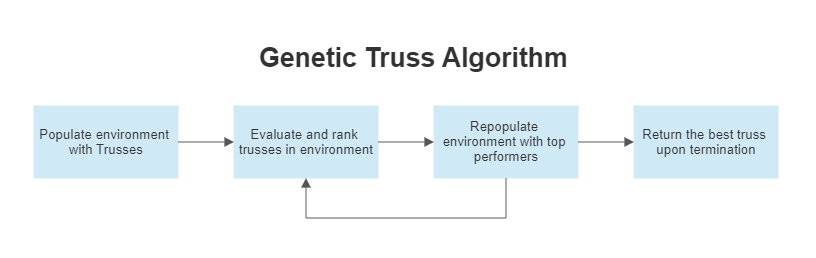 Genetic Truss Algorithm
Populate environment
with Trusses
Evaluate and rank
trusses in environment
Repopulate
environment with top
performers
Return the best truss
upon termination